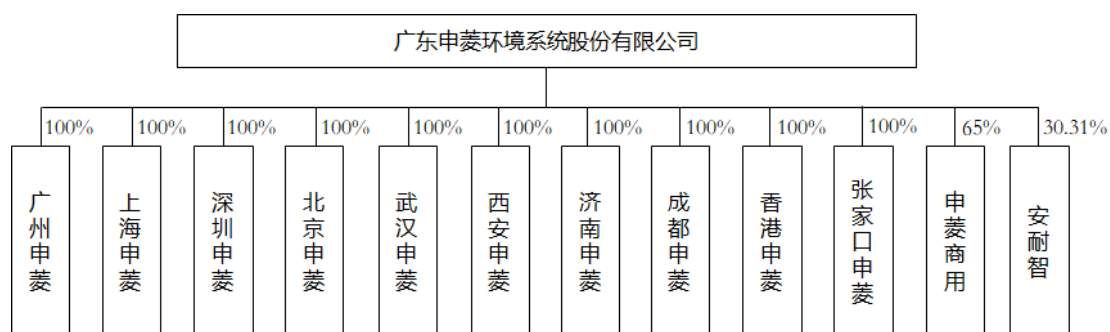 广东申菱环境系统股份有限公司
100% 100% 100% 100% 100% 100% 100% 100% 100% 100% 65% 30.31%
广州申菱
上海申菱
深圳申菱
北京申菱
武汉申菱
西安申菱
济南申菱
成都申菱
香港申菱
张家口申菱
申菱商用
安耐智